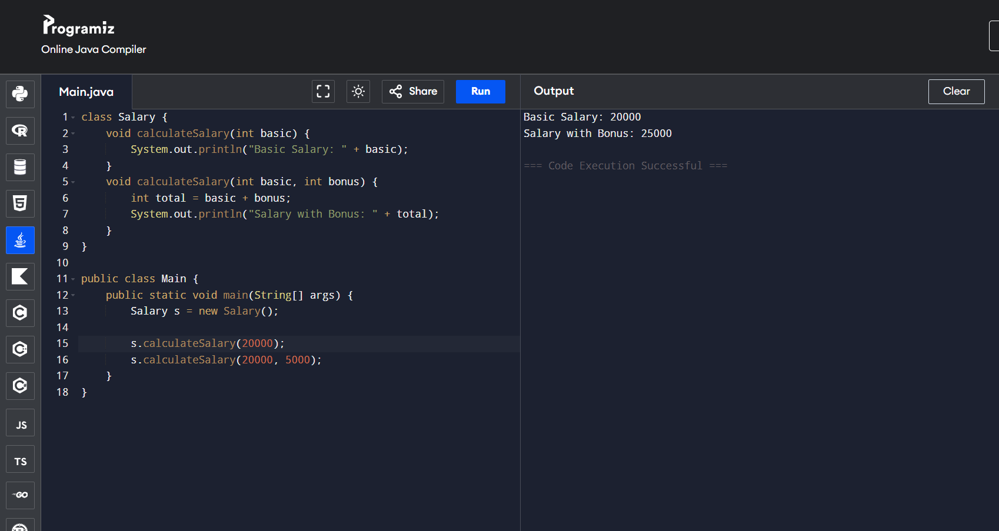 Programiz
Online Java Compiler
Main.java
Share
Run
Output
Clear
1 class Salary {
2     void calculateSalary(int basic) {
3         System.out.println("Basic Salary: " + basic);
4     }
5     void calculateSalary(int basic, int bonus) {
6         int total = basic + bonus;
7         System.out.println("Salary with Bonus: " + total);
8     }
9 }
10
11 public class Main {
12     public static void main(String[] args) {
13         Salary s = new Salary();
14
15         s.calculateSalary(20000);
16         s.calculateSalary(20000, 5000);
17     }
18 }
Basic Salary: 20000
Salary with Bonus: 25000
=== Code Execution Successful ===
R
5
C
C++
C#
JS
TS
GO